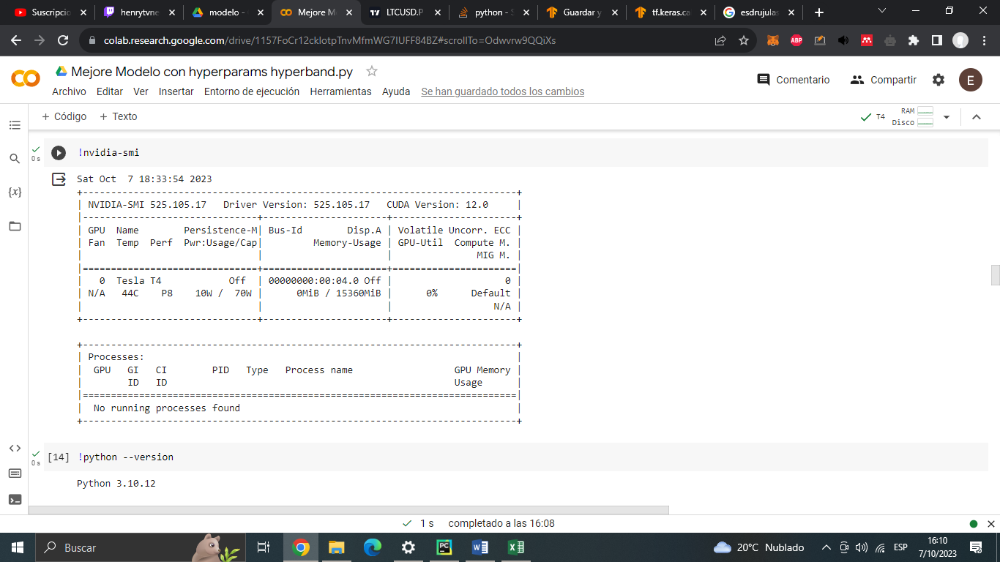 Suscripcio
henrytvne
modelo -
Mejore M
LTCUSD.P
python - S
Guardar y
tf.keras.ca
esdrujulas
colab.research.google.com/drive/1157FoCr12ckIotpTnvMfmWG7IUFF84BZ#scrollTo=Odwvrw9QQiXs
ABP
Mejore Modelo con hyperparams hyperband.py
Archivo Editar Ver Insertar Entorno de ejecución Herramientas Ayuda Se han guardado todos los cambios
Comentario Compartir E
+ Código + Texto
T4 RAM
Disco
0 s
!nvidia-smi
Sat Oct  7 18:33:54 2023
+-----------------------------------------------------------------------------+
| NVIDIA-SMI 525.105.17   Driver Version: 525.105.17   CUDA Version: 12.0     |
|-------------------------------+----------------------+----------------------+
| GPU  Name        Persistence-M| Bus-Id        Disp.A | Volatile Uncorr. ECC |
| Fan  Temp  Perf  Pwr:Usage/Cap|         Memory-Usage | GPU-Util  Compute M. |
|                               |                      |               MIG M. |
|===============================+======================+======================|
|   0  Tesla T4            Off  | 00000000:00:04.0 Off |                    0 |
| N/A   44C    P8    10W /  70W |      0MiB / 15360MiB |      0%      Default |
|                               |                      |                  N/A |
+-------------------------------+----------------------+----------------------+
+-----------------------------------------------------------------------------+
| Processes:                                                                  |
|  GPU   GI   CI        PID   Type   Process name                  GPU Memory |
|        ID   ID                                                   Usage      |
|=============================================================================|
|  No running processes found                                                 |
+-----------------------------------------------------------------------------+
0 s
[14] !python --version
Python 3.10.12
1 s completado a las 16:08
Buscar
PC
20°C Nublado
ESP
16:10
7/10/2023